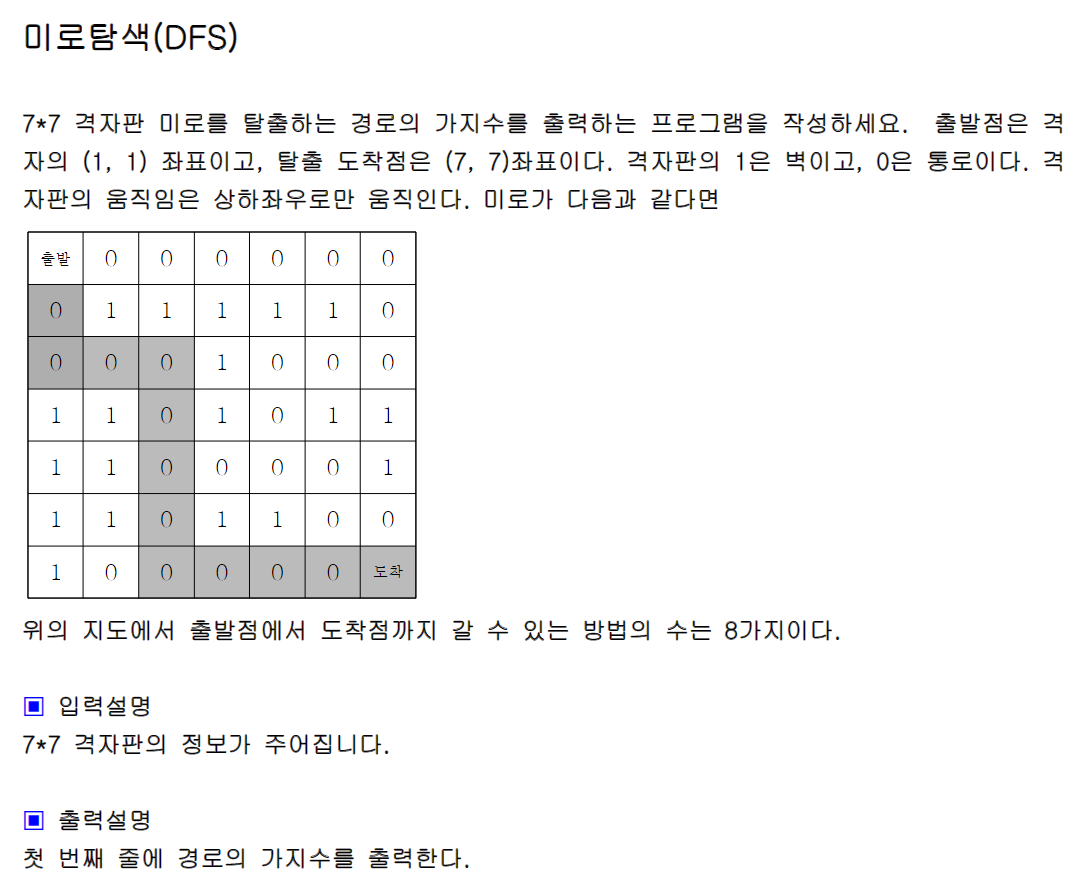 미로탐색(DFS)
7*7 격자판 미로를 탈출하는 경로의 가지수를 출력하는 프로그램을 작성하세요. 출발점은 격
자의 (1, 1) 좌표이고, 탈출 도착점은 (7, 7)좌표이다. 격자판의 1은 벽이고, 0은 통로이다. 격
자판의 움직임은 상하좌우로만 움직인다. 미로가 다음과 같다면
출발 0 0 0 0 0 0
0 1 1 1 1 1 0
0 0 0 1 0 0 0
1 1 0 1 0 1 1
1 1 0 0 0 0 1
1 1 0 1 1 0 0
1 0 0 0 0 0 도착
위의 지도에서 출발점에서 도착점까지 갈 수 있는 방법의 수는 8가지이다.
▣ 입력설명
7*7 격자판의 정보가 주어집니다.
▣ 출력설명
첫 번째 줄에 경로의 가지수를 출력한다.